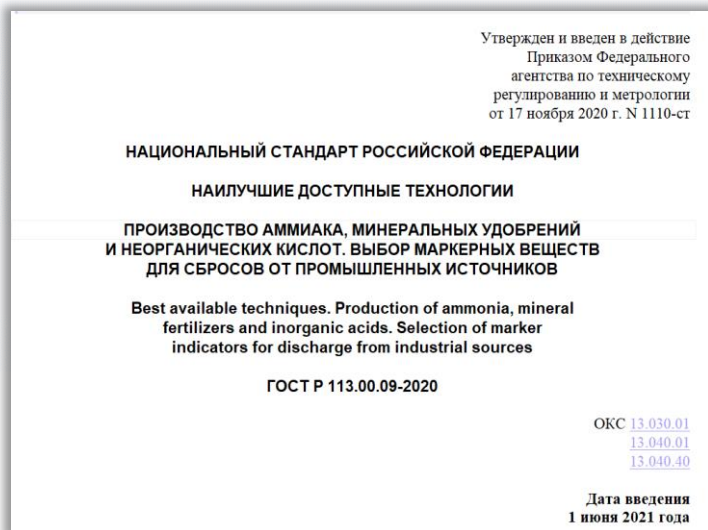 Утвержден и введен в действие
Приказом Федерального
агентства по техническому
регулированию и метрологии
от 17 ноября 2020 г. N 1110-ст
НАЦИОНАЛЬНЫЙ СТАНДАРТ РОССИЙСКОЙ ФЕДЕРАЦИИ
НАИЛУЧШИЕ ДОСТУПНЫЕ ТЕХНОЛОГИИ
ПРОИЗВОДСТВО АММИАКА, МИНЕРАЛЬНЫХ УДОБРЕНИЙ
И НЕОРГАНИЧЕСКИХ КИСЛОТ. ВЫБОР МАРКЕРНЫХ ВЕЩЕСТВ
ДЛЯ СБРОСОВ ОТ ПРОМЫШЛЕННЫХ ИСТОЧНИКОВ
Best available techniques. Production of ammonia, mineral
fertilizers and inorganic acids. Selection of marker
indicators for discharge from industrial sources
ГОСТ Р 113.00.09-2020
ОКС 13.030.01
13.040.01
13.040.40
Дата введения
1 июня 2021 года